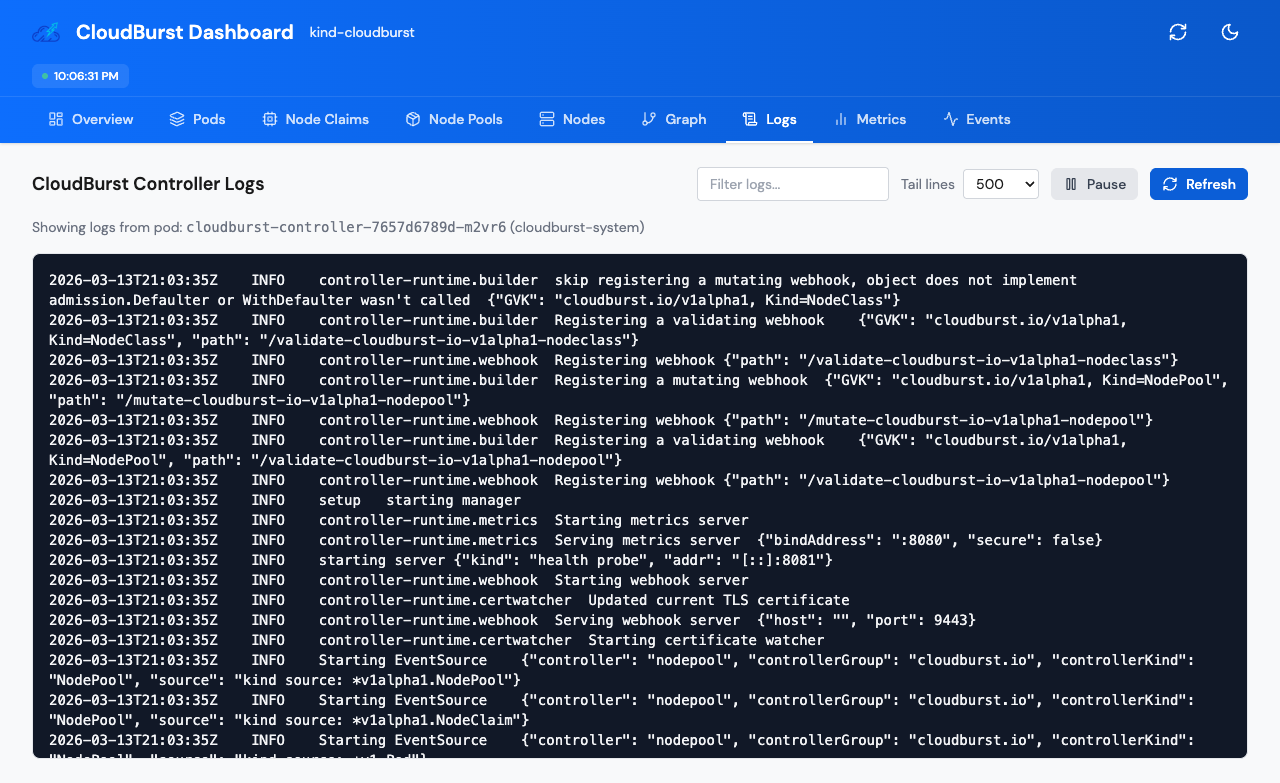 CloudBurst Dashboard kind-cloudburst
10:06:31 PM
Overview Pods Node Claims Node Pools Nodes Graph Logs Metrics Events
CloudBurst Controller Logs Filter logs... Tail lines 500 Pause Refresh
Showing logs from pod: cloudburst-controller-7657d6789d-m2vr6 (cloudburst-system)
2026-03-13T21:03:35Z INFO controller-runtime.builder skip registering a mutating webhook, object does not implement
admission.Defaulter or WithDefaulter wasn't called {"GVK": "cloudburst.io/v1alpha1, Kind=NodeClass"}
2026-03-13T21:03:35Z INFO controller-runtime.builder Registering a validating webhook {"GVK": "cloudburst.io/v1alpha1,
Kind=NodeClass", "path": "/validate-cloudburst-io-v1alpha1-nodeclass"}
2026-03-13T21:03:35Z INFO controller-runtime.webhook Registering webhook {"path": "/validate-cloudburst-io-v1alpha1-nodeclass"}
2026-03-13T21:03:35Z INFO controller-runtime.builder Registering a mutating webhook {"GVK": "cloudburst.io/v1alpha1, Kind=NodePool",
"path": "/mutate-cloudburst-io-v1alpha1-nodepool"}
2026-03-13T21:03:35Z INFO controller-runtime.webhook Registering webhook {"path": "/mutate-cloudburst-io-v1alpha1-nodepool"}
2026-03-13T21:03:35Z INFO controller-runtime.builder Registering a validating webhook {"GVK": "cloudburst.io/v1alpha1,
Kind=NodePool", "path": "/validate-cloudburst-io-v1alpha1-nodepool"}
2026-03-13T21:03:35Z INFO controller-runtime.webhook Registering webhook {"path": "/validate-cloudburst-io-v1alpha1-nodepool"}
2026-03-13T21:03:35Z INFO setup starting manager
2026-03-13T21:03:35Z INFO controller-runtime.metrics Starting metrics server
2026-03-13T21:03:35Z INFO controller-runtime.metrics Serving metrics server {"bindAddress": ":8080", "secure": false}
2026-03-13T21:03:35Z INFO starting server {"kind": "health probe", "addr": "[::]:8081"}
2026-03-13T21:03:35Z INFO controller-runtime.webhook Starting webhook server
2026-03-13T21:03:35Z INFO controller-runtime.certwatcher Updated current TLS certificate
2026-03-13T21:03:35Z INFO controller-runtime.webhook Serving webhook server {"host": "", "port": 9443}
2026-03-13T21:03:35Z INFO controller-runtime.certwatcher Starting certificate watcher
2026-03-13T21:03:35Z INFO Starting EventSource {"controller": "nodepool", "controllerGroup": "cloudburst.io", "controllerKind":
"NodePool", "source": "kind source: *v1alpha1.NodePool"}
2026-03-13T21:03:35Z INFO Starting EventSource {"controller": "nodepool", "controllerGroup": "cloudburst.io", "controllerKind":
"NodePool", "source": "kind source: *v1alpha1.NodeClaim"}
2026-03-13T21:03:35Z INFO Starting EventSource {"controller": "nodepool", "controllerGroup": "cloudburst.io", "controllerKind":
"NodePool", "source": "kind source: *v1.Pod"}